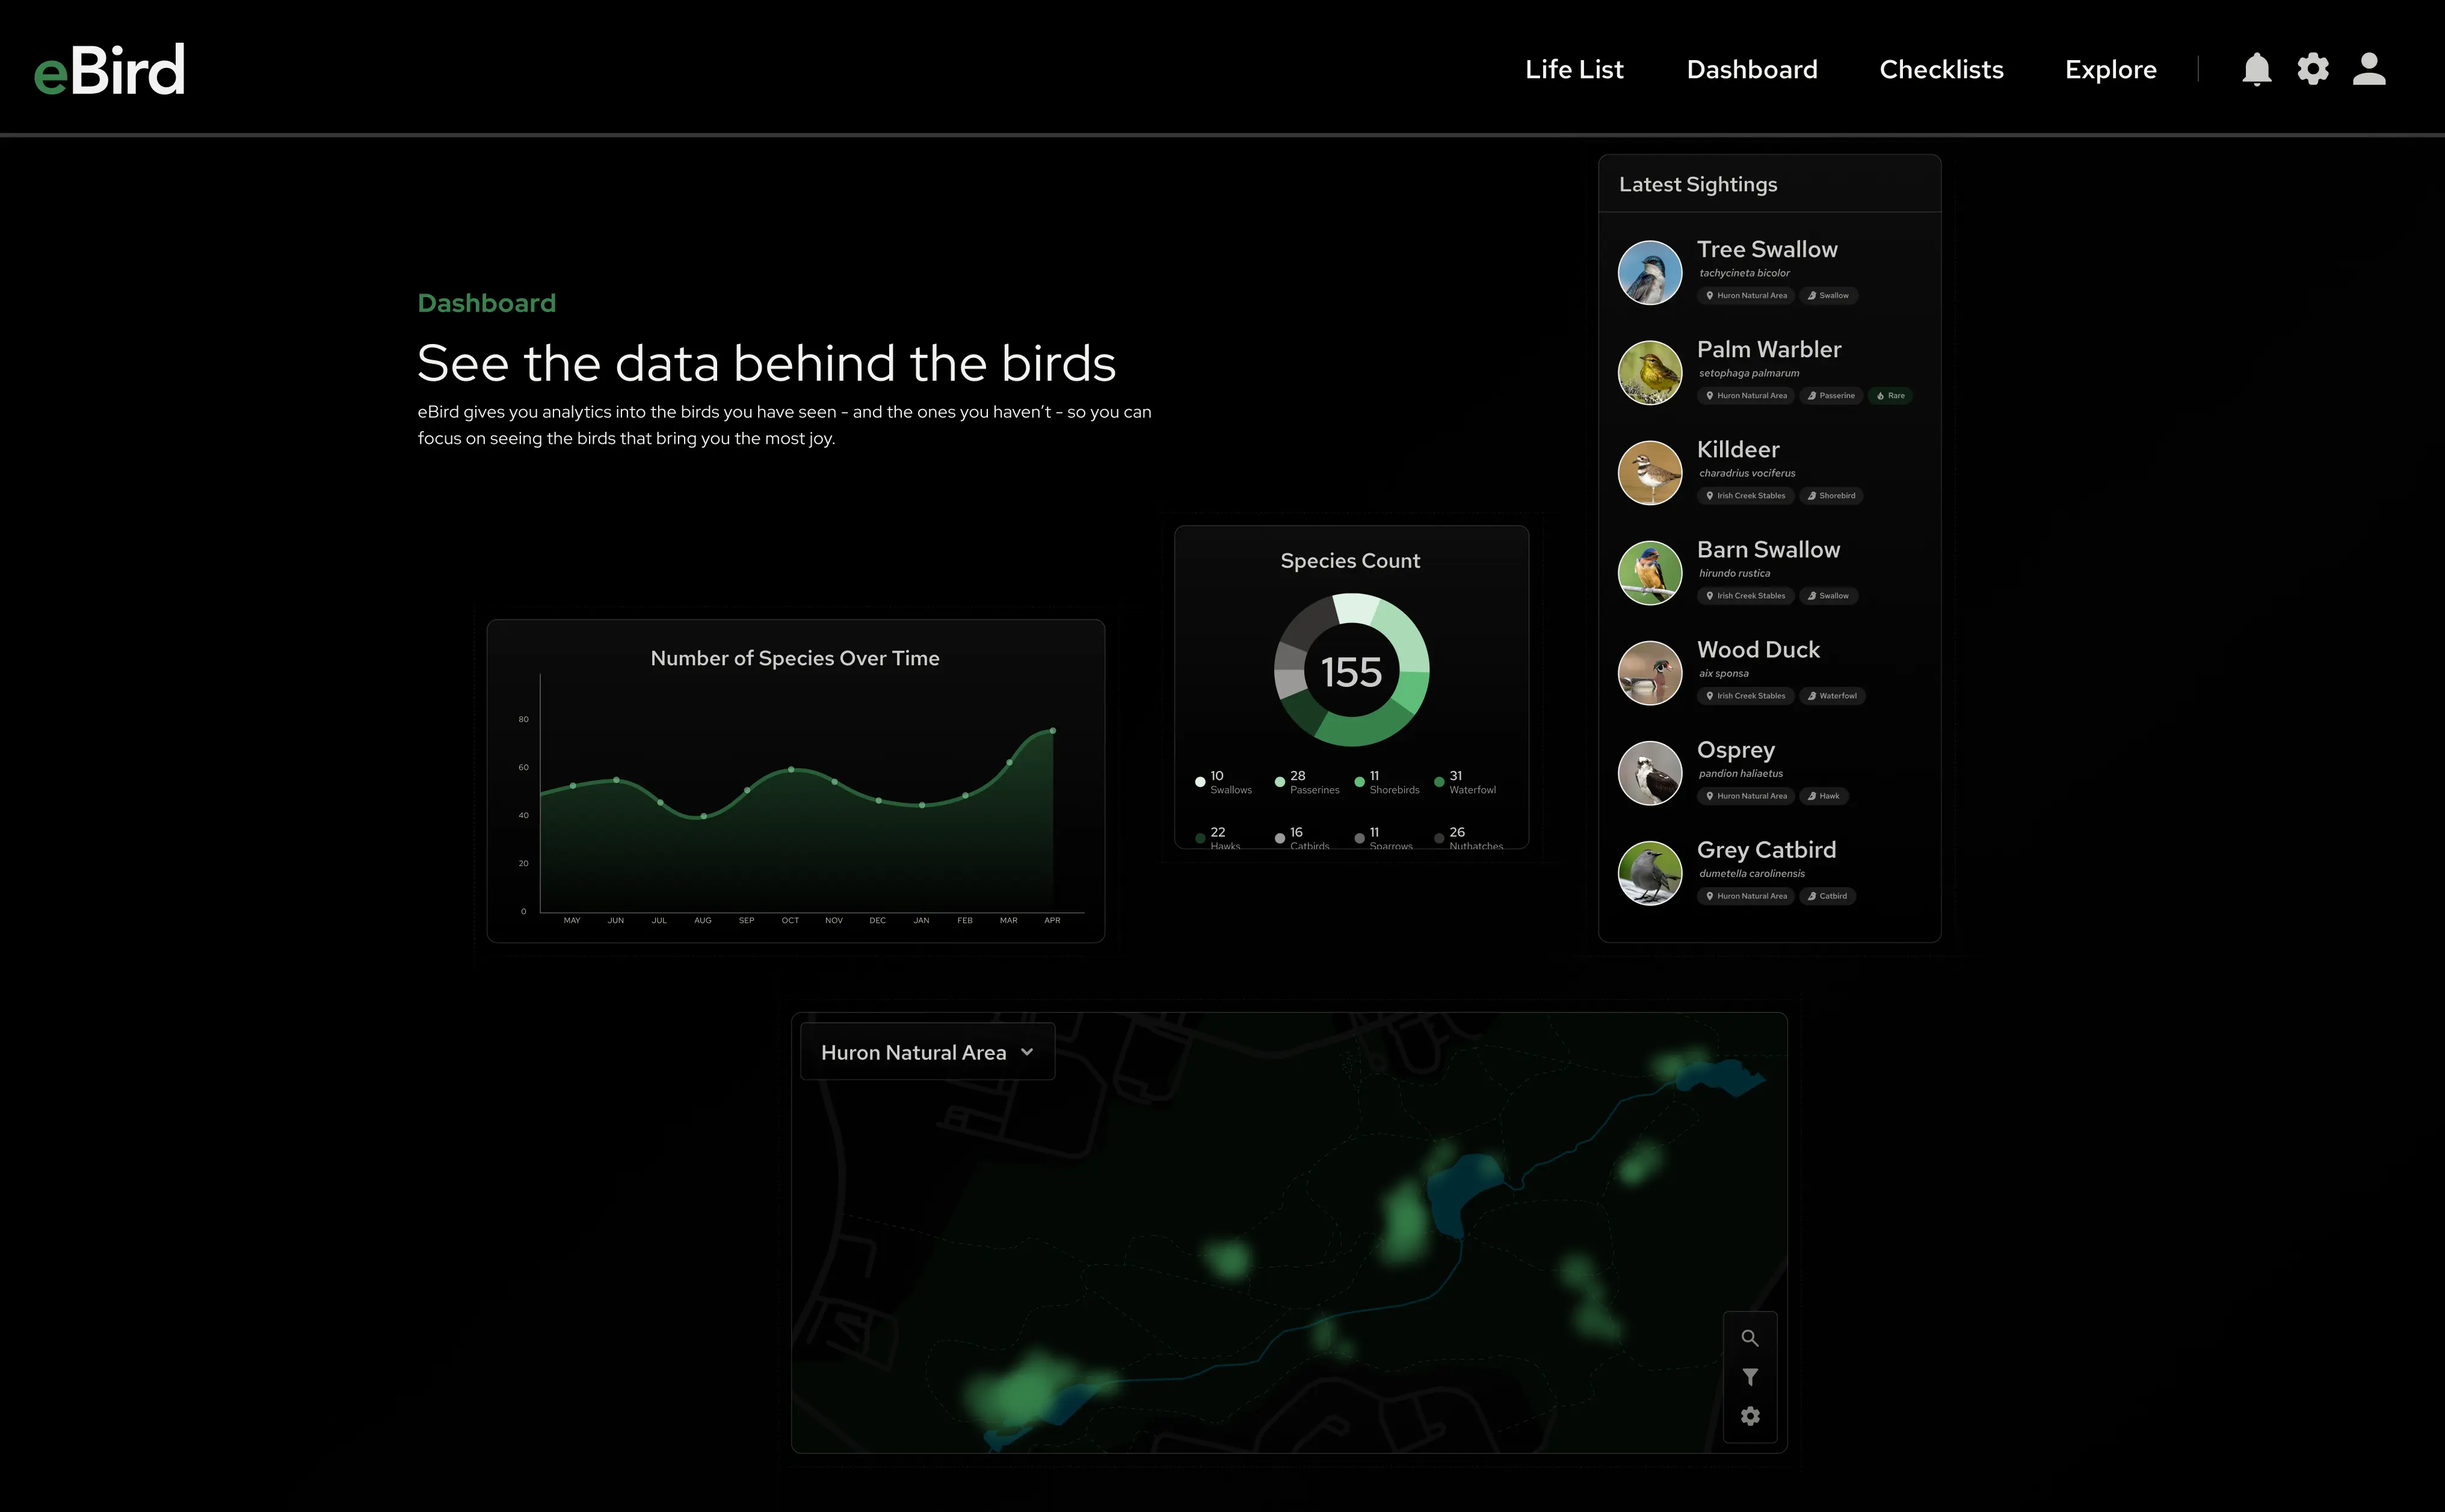 eBird
Life List
Dashboard
Checklists
Explore
Dashboard
See the data behind the birds
eBird gives you analytics into the birds you have seen - and the ones you haven’t - so you can
focus on seeing the birds that bring you the most joy.
Number of Species Over Time
80
60
40
20
0
MAY JUN JUL AUG SEP OCT NOV DEC JAN FEB MAR APR
Species Count
155
10
Swallows
28
Passerines
11
Shorebirds
31
Waterfowl
22
Hawks
16
Catbirds
11
Sparrows
26
Nuthatches
Latest Sightings
Tree Swallow
tachycineta bicolor
Huron Natural Area
Swallow
Palm Warbler
setophaga palmarum
Huron Natural Area
Passerine
Rare
Killdeer
charadrius vociferus
Irish Creek Stables
Shorebird
Barn Swallow
hirundo rustica
Irish Creek Stables
Swallow
Wood Duck
aix sponsa
Irish Creek Stables
Waterfowl
Osprey
pandion haliaetus
Huron Natural Area
Hawk
Grey Catbird
dumetella carolinensis
Huron Natural Area
Catbird
Huron Natural Area